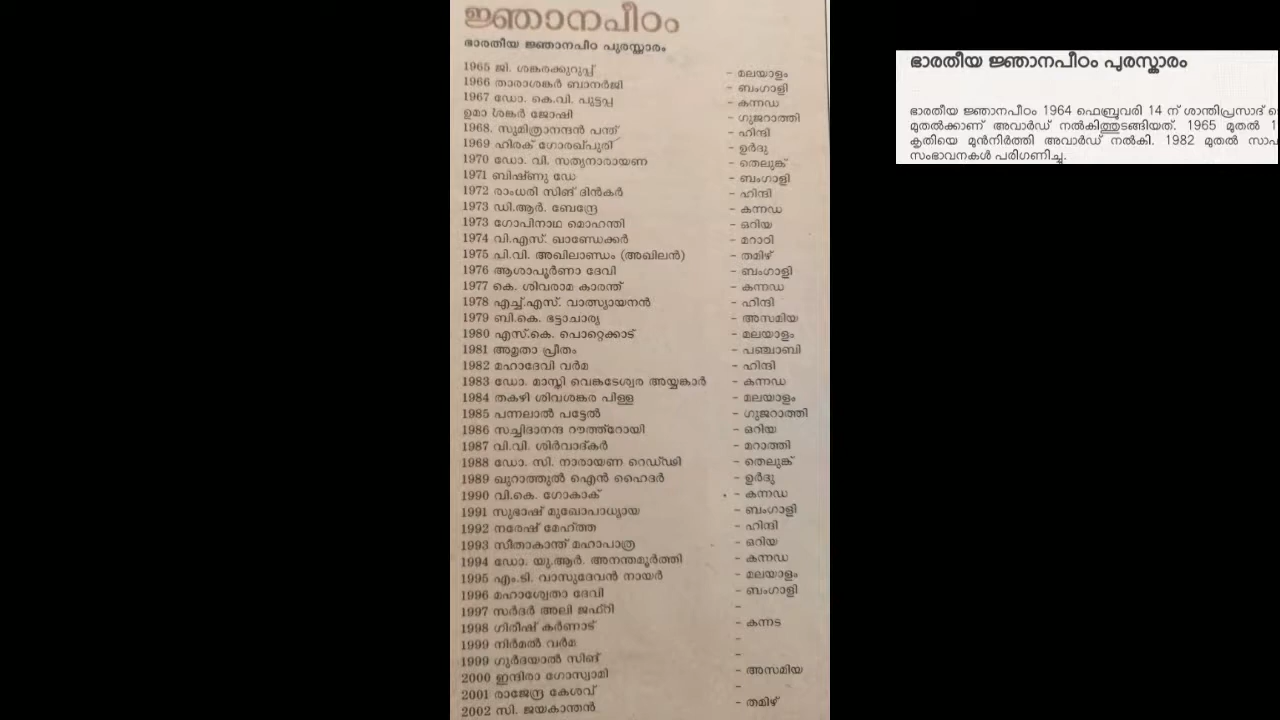 ജ്ഞാനപീഠം
ഭാരതീയ ജ്ഞാനപീഠ പുരസ്കാരം
1965 ജി. ശങ്കരക്കുറുപ്പ് - മലയാളം
1966 താരാശങ്കർ ബാനർജി - ബംഗാളി
1967 ഡോ. കെ.വി. പുട്ടപ്പ - കന്നഡ
ഉമാ ശങ്കർ ജോഷി - ഗുജറാത്തി
1968. സുമിത്രാനന്ദൻ പന്ത് - ഹിന്ദി
1969 ഹിരക് ഗോരഖ്പുരി - ഉർദു
1970 ഡോ. വി. സത്യനാരായണ - തെലുങ്ക്
1971 ബിഷ്ണു ഡേ - ബംഗാളി
1972 രാംധരി സിങ് ദിൻകർ - ഹിന്ദി
1973 ഡി.ആർ. ബേന്ദ്രേ - കന്നഡ
1973 ഗോപിനാഥ മൊഹന്തി - ഒറിയ
1974 വി.എസ്. ഖാണ്ഡേക്കർ - മറാഠി
1975 പി.വി. അഖിലാണ്ഡം (അഖിലൻ) - തമിഴ്
1976 ആശാപൂർണാ ദേവി - ബംഗാളി
1977 കെ. ശിവരാമ കാരന്ത് - കന്നഡ
1978 എച്ച്.എസ്. വാത്സ്യായനൻ - ഹിന്ദി
1979 ബി.കെ. ഭട്ടാചാര്യ - അസമിയ
1980 എസ്.കെ. പൊറ്റെക്കാട് - മലയാളം
1981 അമൃതാ പ്രീതം - പഞ്ചാബി
1982 മഹാദേവി വർമ - ഹിന്ദി
1983 ഡോ. മാസ്തി വെങ്കടേശ്വര അയ്യങ്കാർ - കന്നഡ
1984 തകഴി ശിവശങ്കര പിള്ള - മലയാളം
1985 പന്നലാൽ പട്ടേൽ - ഗുജറാത്തി
1986 സച്ചിദാനന്ദ റൗത്ത്റോയി - ഒറിയ
1987 വി.വി. ശിർവാദ്കർ - മറാത്തി
1988 ഡോ. സി. നാരായണ റെഡ്ഢി - തെലുങ്ക്
1989 ഖുറാത്തുൽ ഐൻ ഹൈദർ - ഉർദു
1990 വി.കെ. ഗോകാക് - കന്നഡ
1991 സുഭാഷ് മുഖോപാധ്യായ - ബംഗാളി
1992 നരേഷ് മേഹ്ത്ത - ഹിന്ദി
1993 സീതാകാന്ത് മഹാപാത്ര - ഒറിയ
1994 ഡോ. യു.ആർ. അനന്തമൂർത്തി - കന്നഡ
1995 എം.ടി. വാസുദേവൻ നായർ - മലയാളം
1996 മഹാശ്വേതാ ദേവി - ബംഗാളി
1997 സർദർ അലി ജഫ്റി -
1998 ഗിരീഷ് കർണാട് - കന്നട
1999 നിർമൽ വർമ -
1999 ഗുർദയാൽ സിങ് -
2000 ഇന്ദിരാ ഗോസ്വാമി - അസമിയ
2001 രാജേന്ദ്ര കേശവ് -
2002 സി. ജയകാന്തൻ - തമിഴ്
ഭാരതീയ ജ്ഞാനപീഠം പുരസ്കാരം
ഭാരതീയ ജ്ഞാനപീഠം 1964 ഫെബ്രുവരി 14 ന് ശാന്തിപ്രസാദ്
മുതൽക്കാണ് അവാർഡ് നൽകിത്തുടങ്ങിയത്. 1965 മുതൽ 1
കൃതിയെ മുൻനിർത്തി അവാർഡ് നൽകി. 1982 മുതൽ സാഹ
സംഭാവനകൾ പരിഗണിച്ചു.